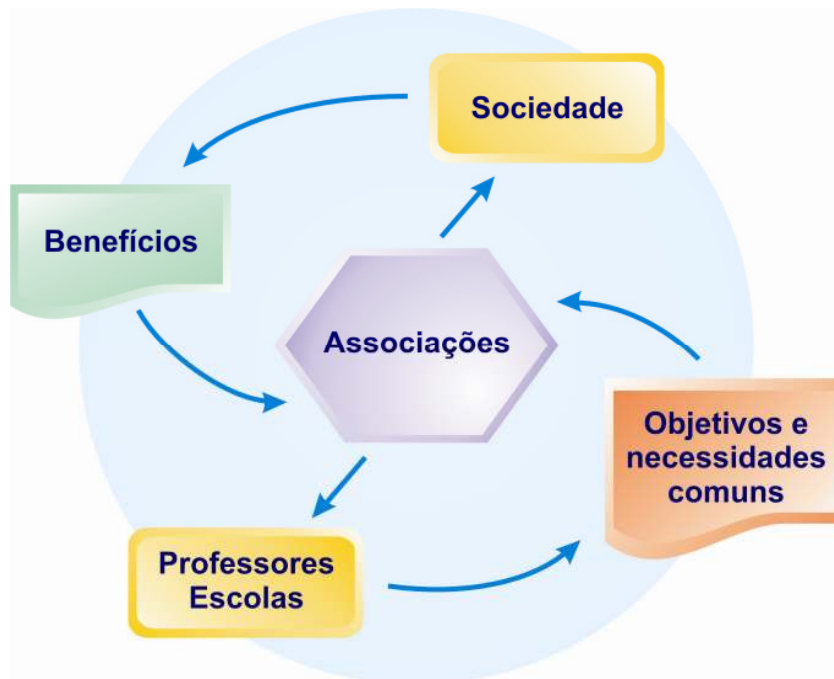 Sociedade
Benefícios
Associações
Objetivos e
necessidades
comuns
Professores
Escolas